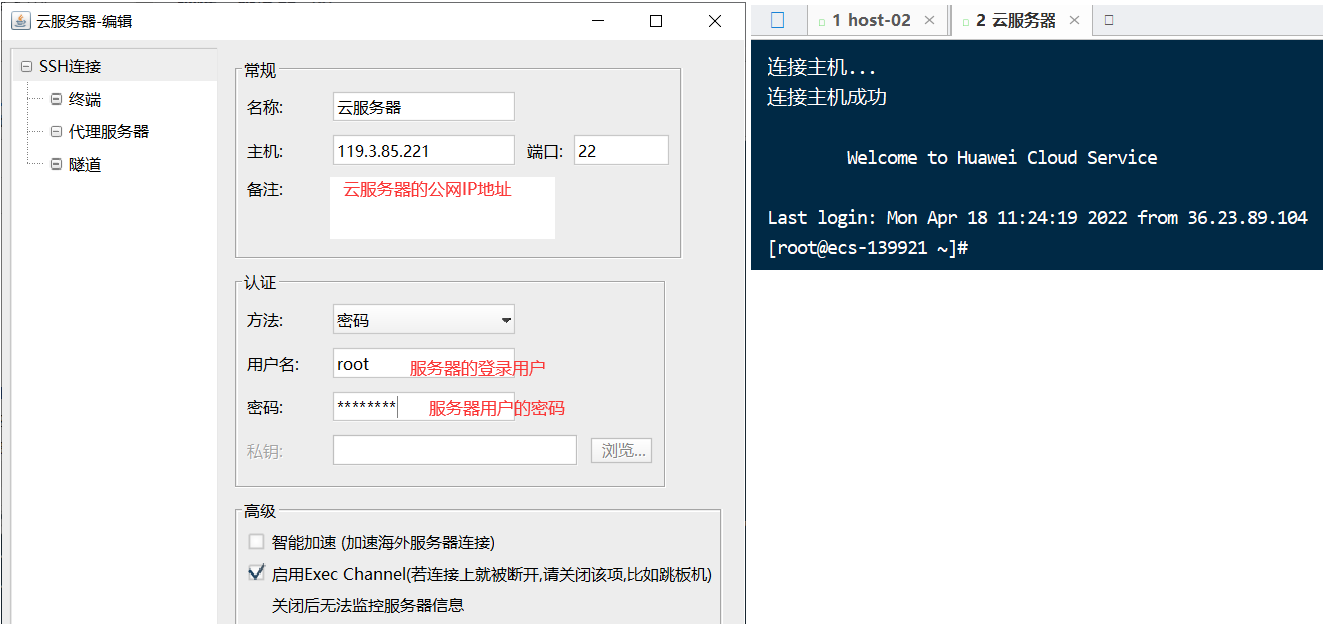 云服务器-编辑
SSH连接
终端
代理服务器
隧道
常规
名称: 云服务器
主机: 119.3.85.221 端口: 22
备注: 云服务器的公网IP地址
认证
方法: 密码
用户名: root 服务器的登录用户
密码: ******** 服务器用户的密码
私钥: 浏览...
高级
智能加速 (加速海外服务器连接)
启用Exec Channel(若连接上就被断开,请关闭该项,比如跳板机)
关闭后无法监控服务器信息
1 host-02 × 2 云服务器 ×
连接主机...
连接主机成功
Welcome to Huawei Cloud Service
Last login: Mon Apr 18 11:24:19 2022 from 36.23.89.104
[root@ecs-139921 ~]#